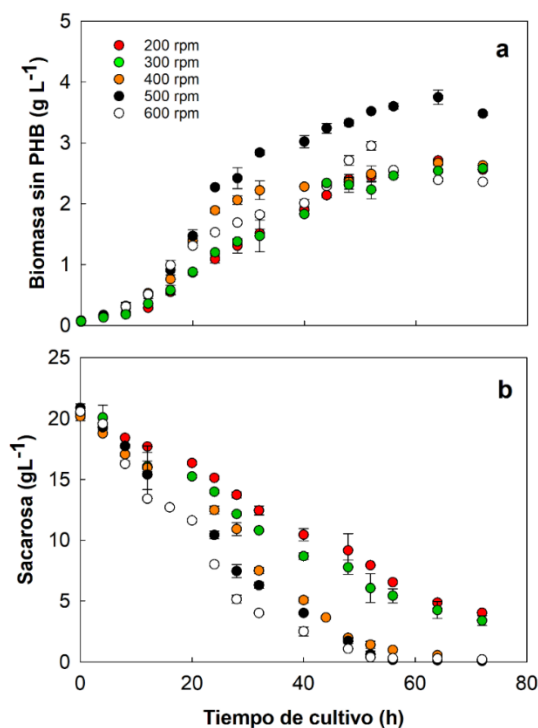 a
Biomasa sin PHB (g L-1)
5
4
3
2
1
0
200 rpm
300 rpm
400 rpm
500 rpm
600 rpm
b
Sacarosa (gL-1)
25
20
15
10
5
0
0 20 40 60 80
Tiempo de cultivo (h)